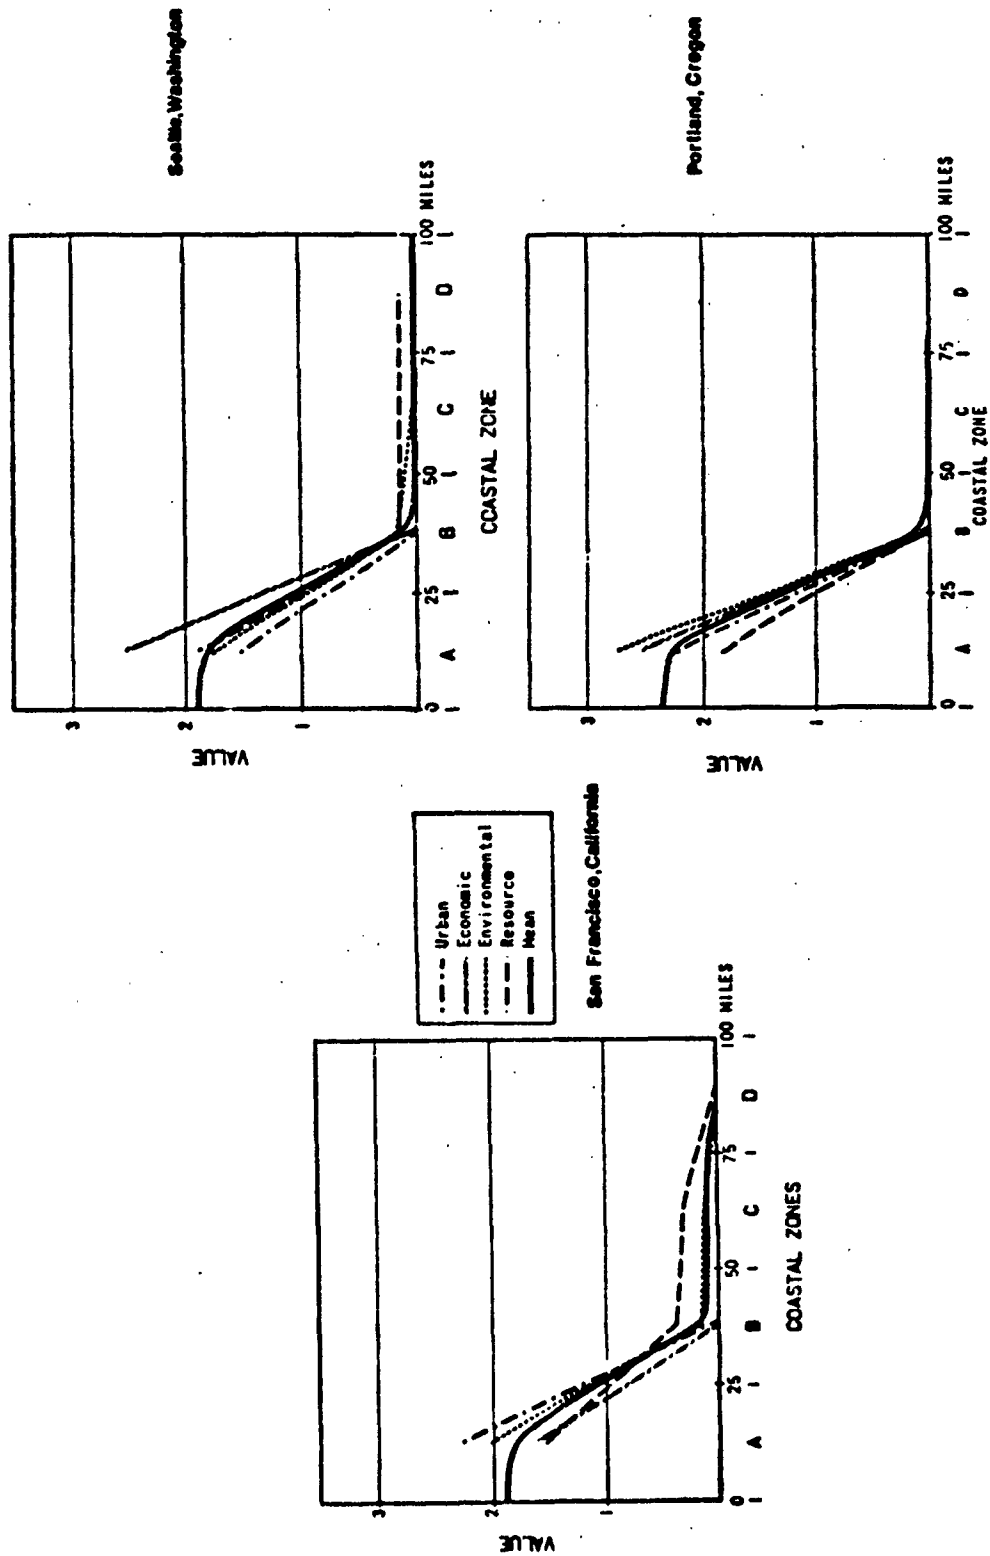 Seattle, Washington
VALUE
3
2
1
0 25 50 75 100 MILES
A B C D
CCASTAL ZONE
Portland, Oregon
VALUE
3
2
1
0 25 50 75 100 MILES
A B C D
COASTAL ZONE
Urban
Economic
Environmental
Resource
Mean
San Francisco, California
VALUE
3
2
1
0 25 50 75 100 MILES
A B C D
COASTAL ZONES